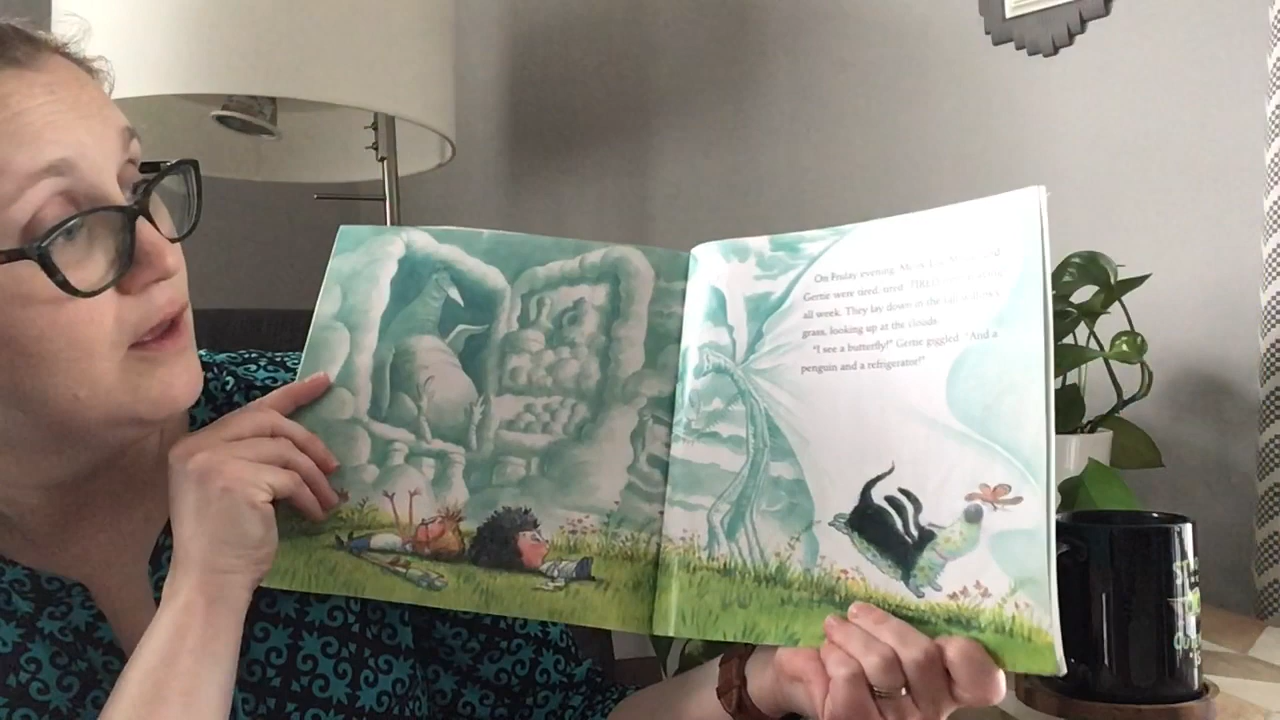 On Friday evening, and
Gertie were tired, tired, TIRED
all week. They lay down in the tall
grass, looking up at the clouds.
"I see a butterfly!" Gertie giggled. "And a
penguin and a refrigerator!"